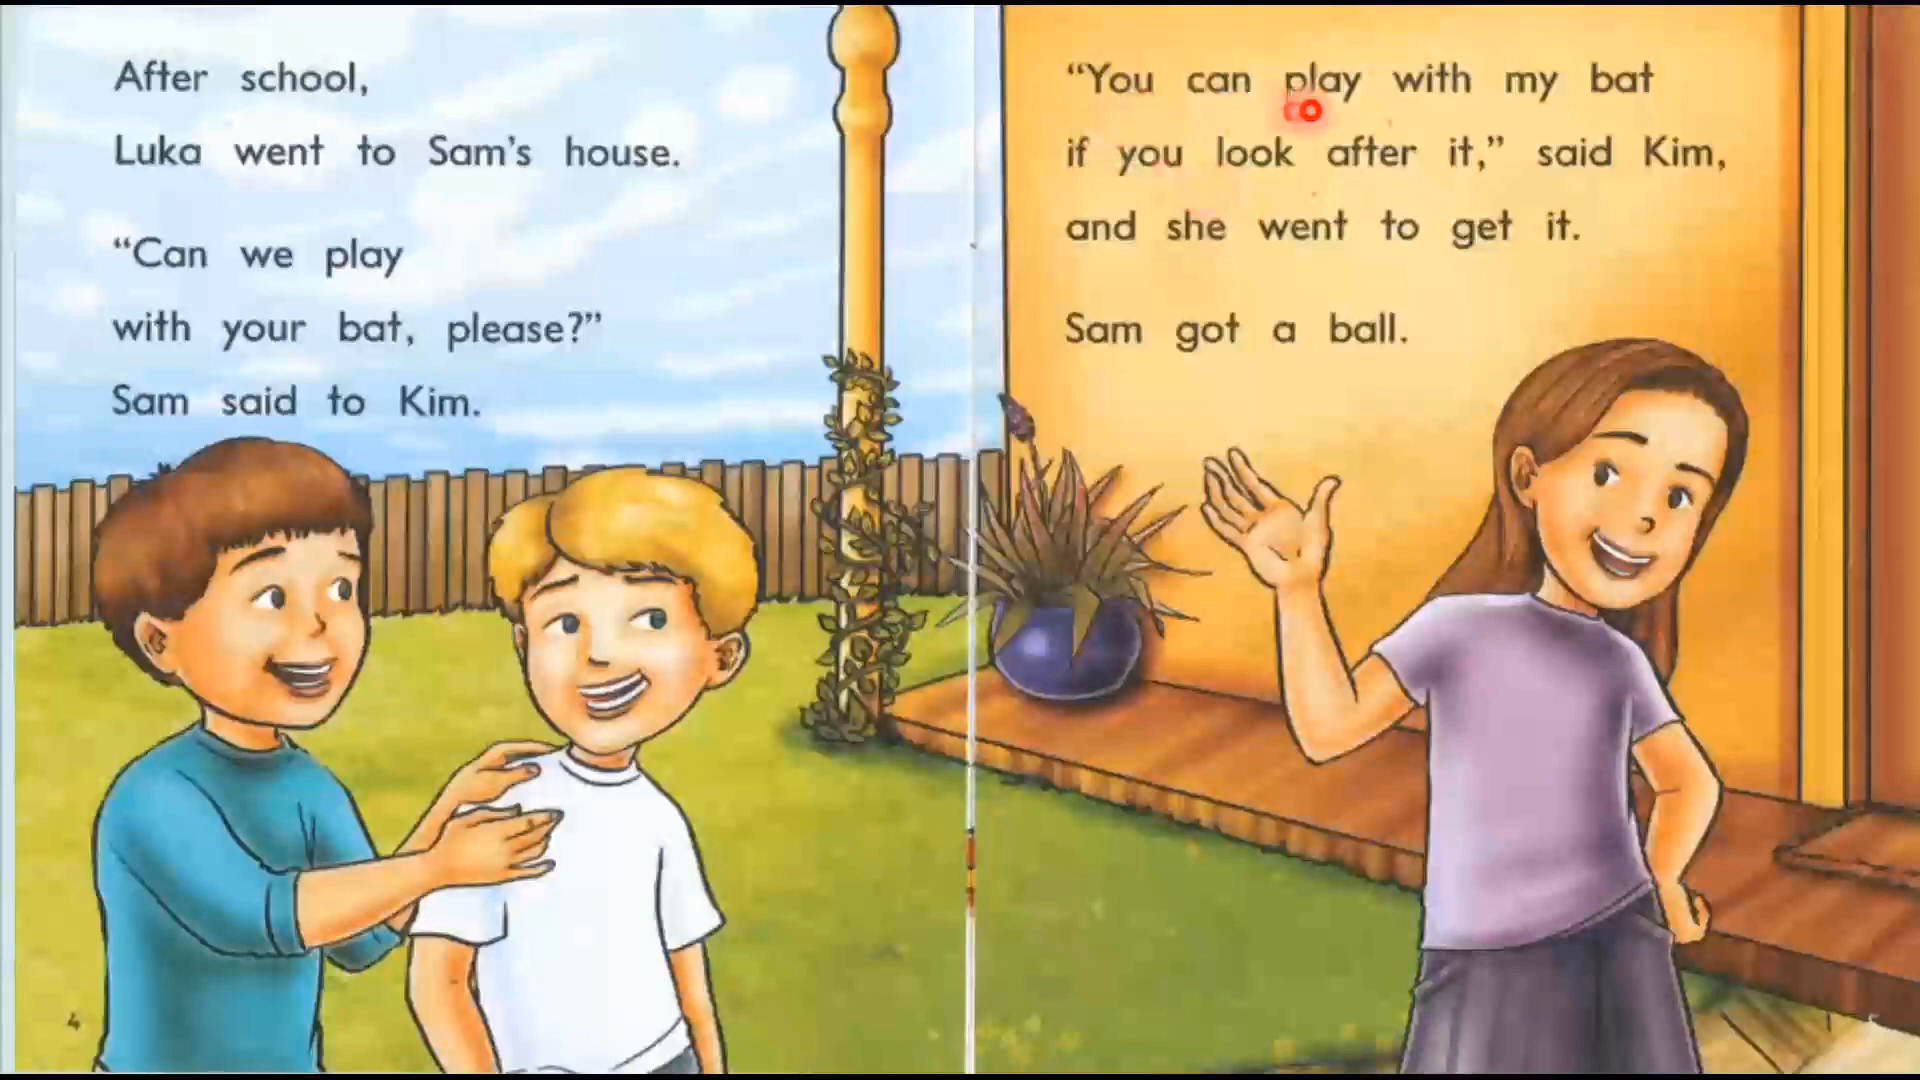 After school,
Luka went to Sam's house.
“Can we play
with your bat, please?”
Sam said to Kim.
4
“You can play with my bat
if you look after it,” said Kim,
and she went to get it.
Sam got a ball.